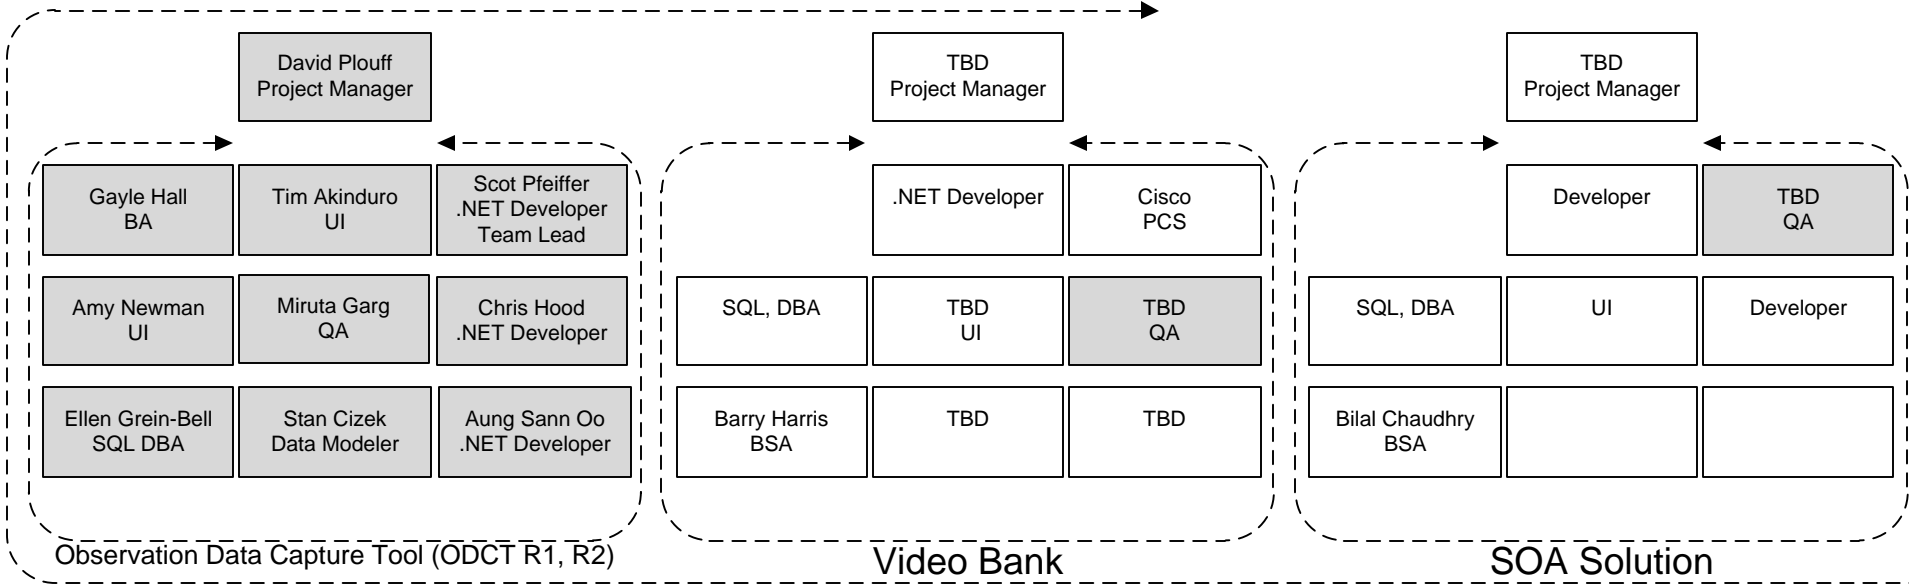 David Plouff
Project Manager
TBD
Project Manager
TBD
Project Manager
Gayle Hall
BA
Tim Akinduro
UI
Scot Pfeiffer
.NET Developer
Team Lead
.NET Developer
Cisco
PCS
Developer
TBD
QA
Amy Newman
UI
Miruta Garg
QA
Chris Hood
.NET Developer
SQL, DBA
TBD
UI
TBD
QA
SQL, DBA
UI
Developer
Ellen Grein-Bell
SQL DBA
Stan Cizek
Data Modeler
Aung Sann Oo
.NET Developer
Barry Harris
BSA
TBD
TBD
Bilal Chaudhry
BSA
Observation Data Capture Tool (ODCT R1, R2)
Video Bank
SOA Solution